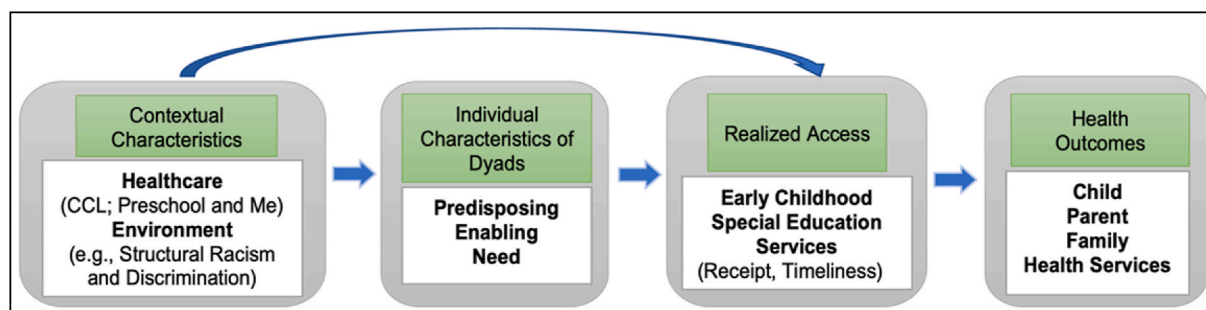 Contextual
Characteristics
Healthcare
(CCL; Preschool and Me)
Environment
(e.g., Structural Racism
and Discrimination)
Individual
Characteristics of
Dyads
Predisposing
Enabling
Need
Realized Access
Early Childhood
Special Education
Services
(Receipt, Timeliness)
Health
Outcomes
Child
Parent
Family
Health Services